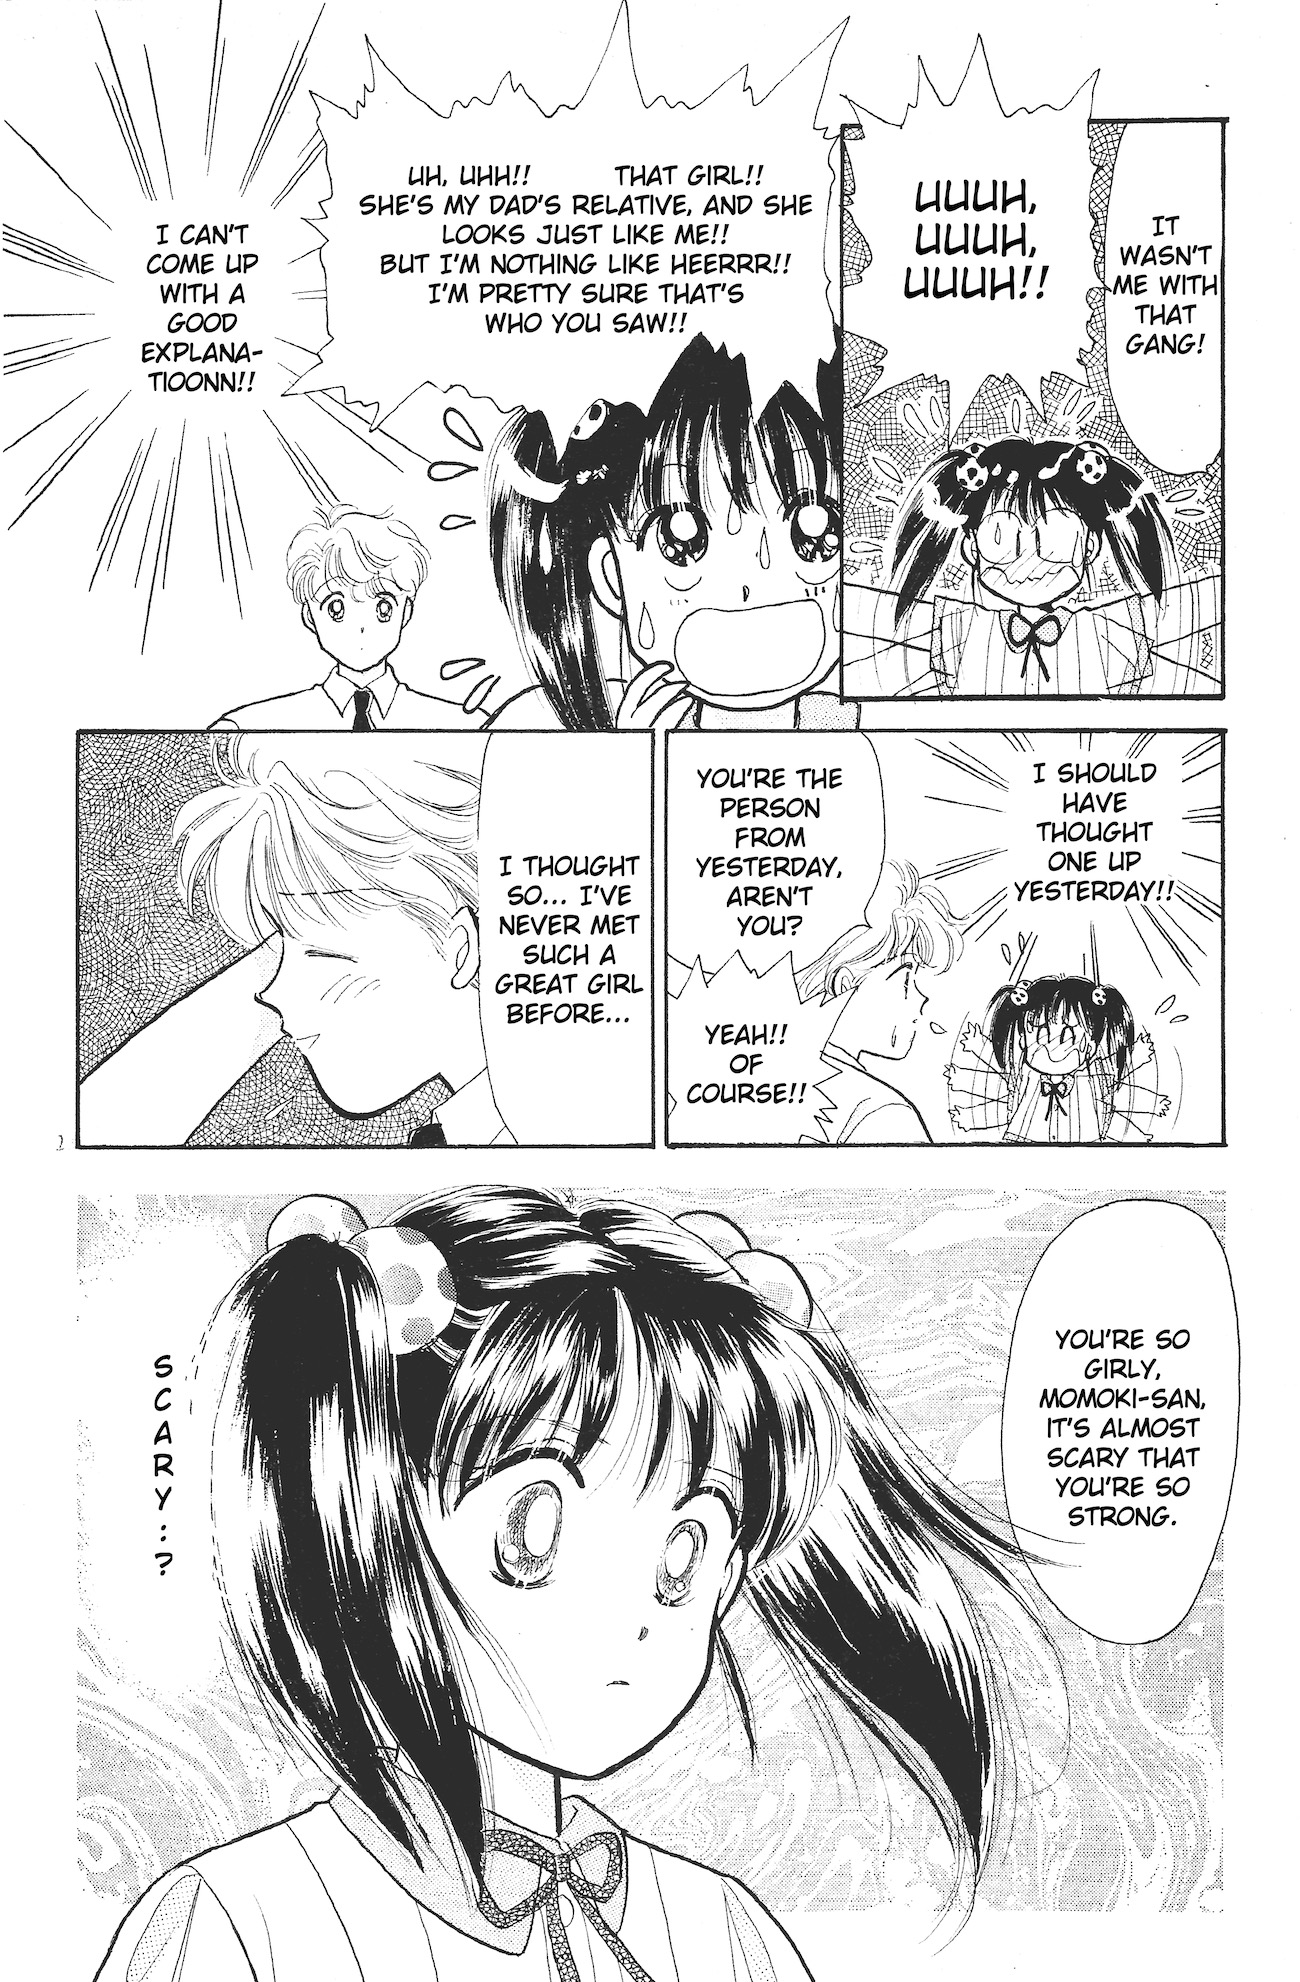 IT
WASN'T
ME WITH
THAT
GANG!
UUUH,
UUUH,
UUUH!!
UH, UHH!! THAT GIRL!!
SHE'S MY DAD'S RELATIVE, AND SHE
LOOKS JUST LIKE ME!!
BUT I'M NOTHING LIKE HEERRR!!
I'M PRETTY SURE THAT'S
WHO YOU SAW!!
I CAN'T
COME UP
WITH A
GOOD
EXPLANA-
TIOONN!!
I SHOULD
HAVE
THOUGHT
ONE UP
YESTERDAY!!
YOU'RE THE
PERSON
FROM
YESTERDAY,
AREN'T
YOU?
YEAH!!
OF
COURSE!!
I THOUGHT
SO... I'VE
NEVER MET
SUCH A
GREAT GIRL
BEFORE...
YOU'RE SO
GIRLY,
MOMOKI-SAN,
IT'S ALMOST
SCARY THAT
YOU'RE SO
STRONG.
S
C
A
R
Y
:
?